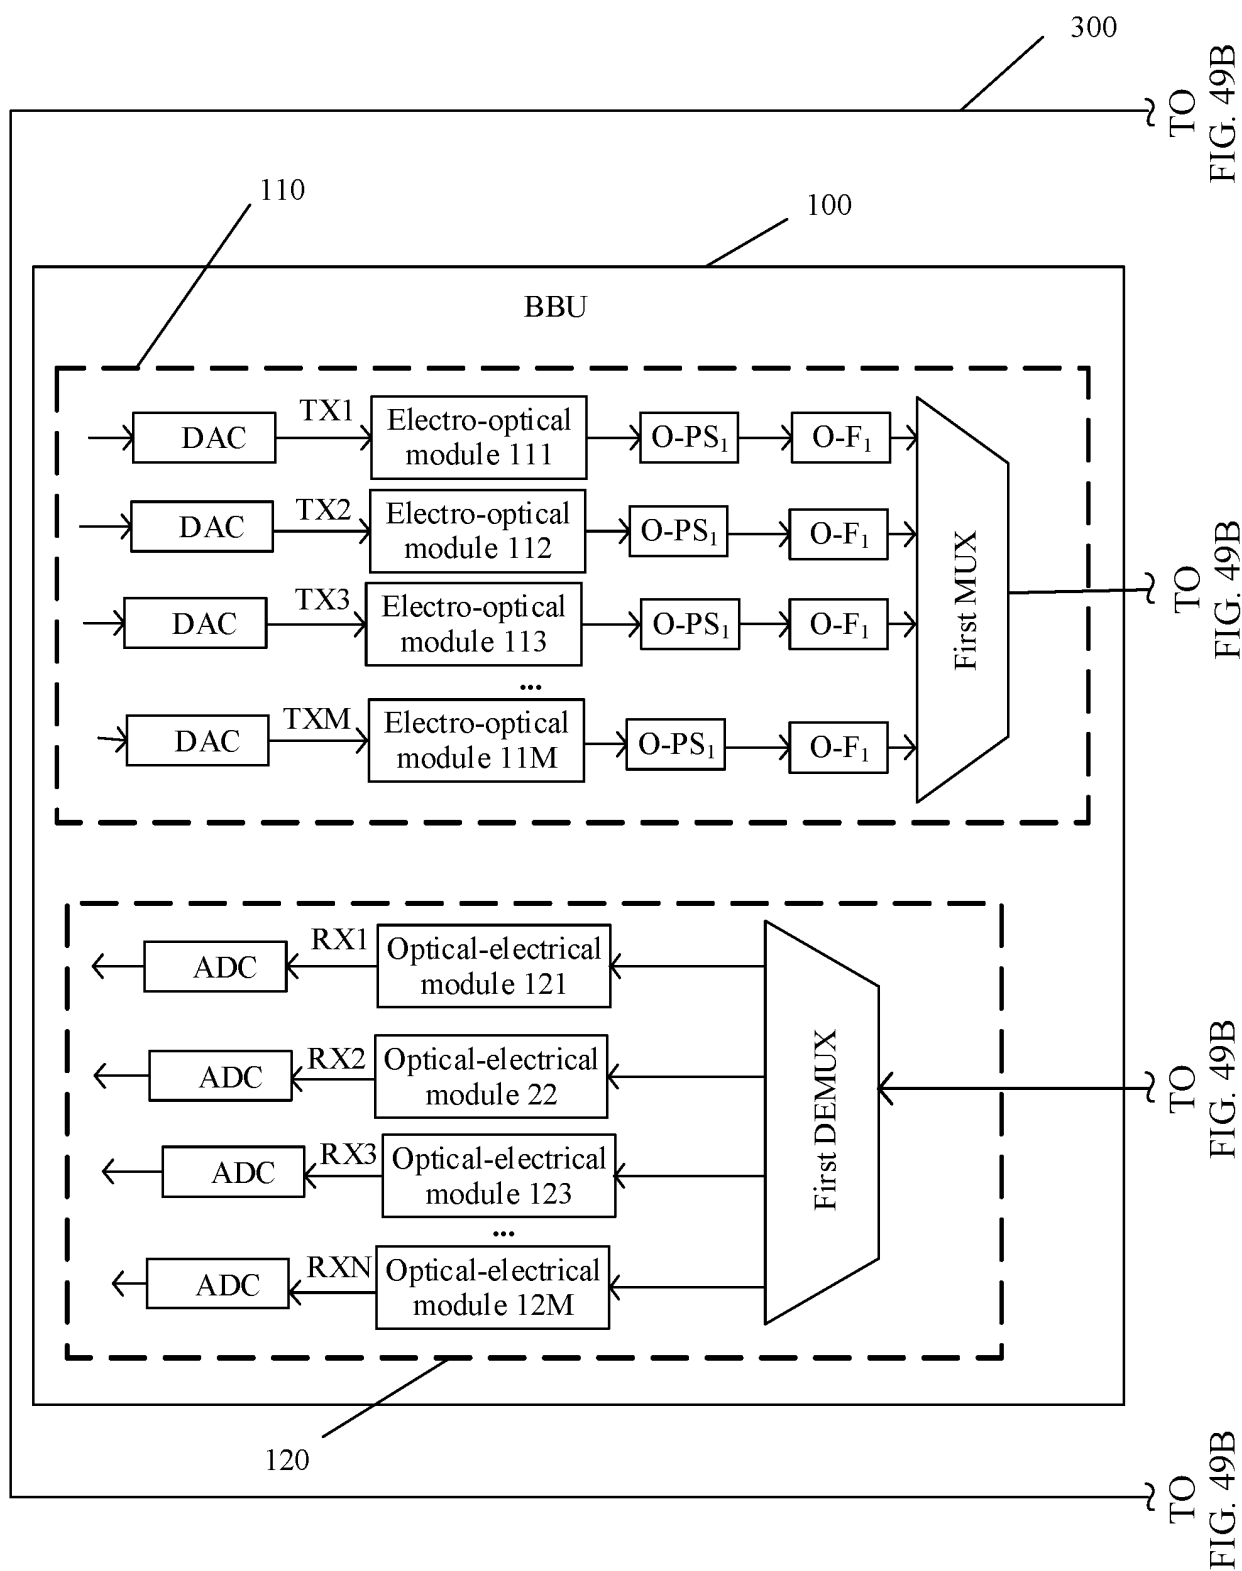 300
TO
FIG. 49B
110
100
BBU
DAC
TX1
Electro-optical
module 111
O-PS1
O-F1
DAC
TX2
Electro-optical
module 112
O-PS1
O-F1
DAC
TX3
Electro-optical
module 113
O-PS1
O-F1
...
DAC
TXM
Electro-optical
module 11M
O-PS1
O-F1
First MUX
TO
FIG. 49B
ADC
RX1
Optical-electrical
module 121
ADC
RX2
Optical-electrical
module 22
ADC
RX3
Optical-electrical
module 123
...
ADC
RXN
Optical-electrical
module 12M
First DEMUX
TO
FIG. 49B
120
TO
FIG. 49B